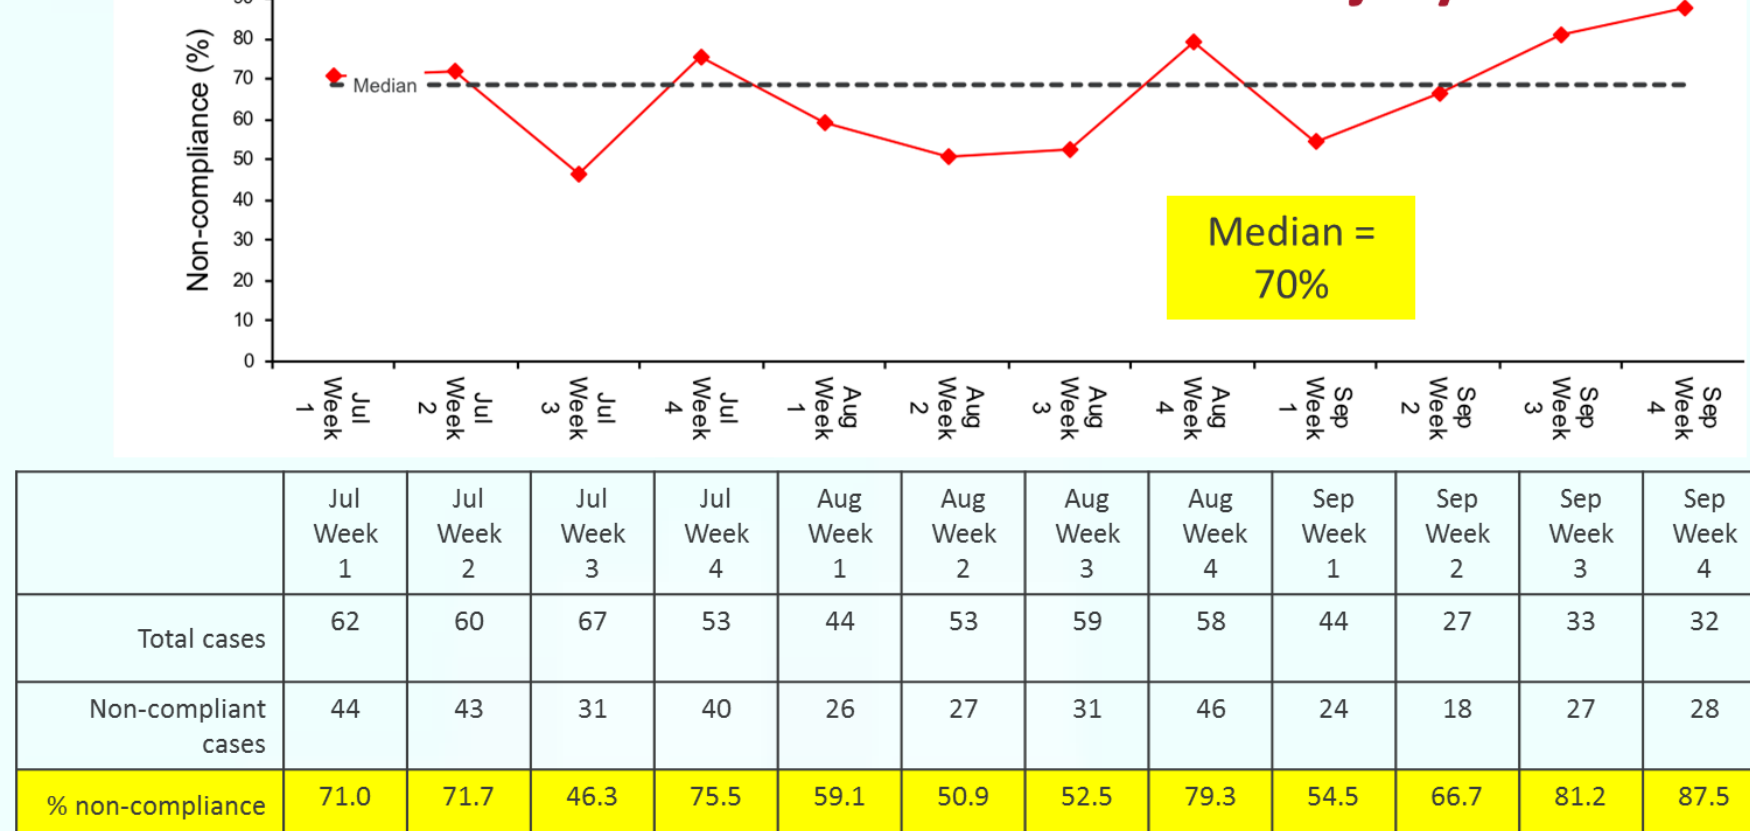 Non-compliance (%)
80
70
60
50
40
30
20
10
0
Median
Median =
70%
Jul Week 1
Jul Week 2
Jul Week 3
Jul Week 4
Aug Week 1
Aug Week 2
Aug Week 3
Aug Week 4
Sep Week 1
Sep Week 2
Sep Week 3
Sep Week 4
Jul Week 1 Jul Week 2 Jul Week 3 Jul Week 4 Aug Week 1 Aug Week 2 Aug Week 3 Aug Week 4 Sep Week 1 Sep Week 2 Sep Week 3 Sep Week 4
Total cases 62 60 67 53 44 53 59 58 44 27 33 32
Non-compliant cases 44 43 31 40 26 27 31 46 24 18 27 28
% non-compliance 71.0 71.7 46.3 75.5 59.1 50.9 52.5 79.3 54.5 66.7 81.2 87.5